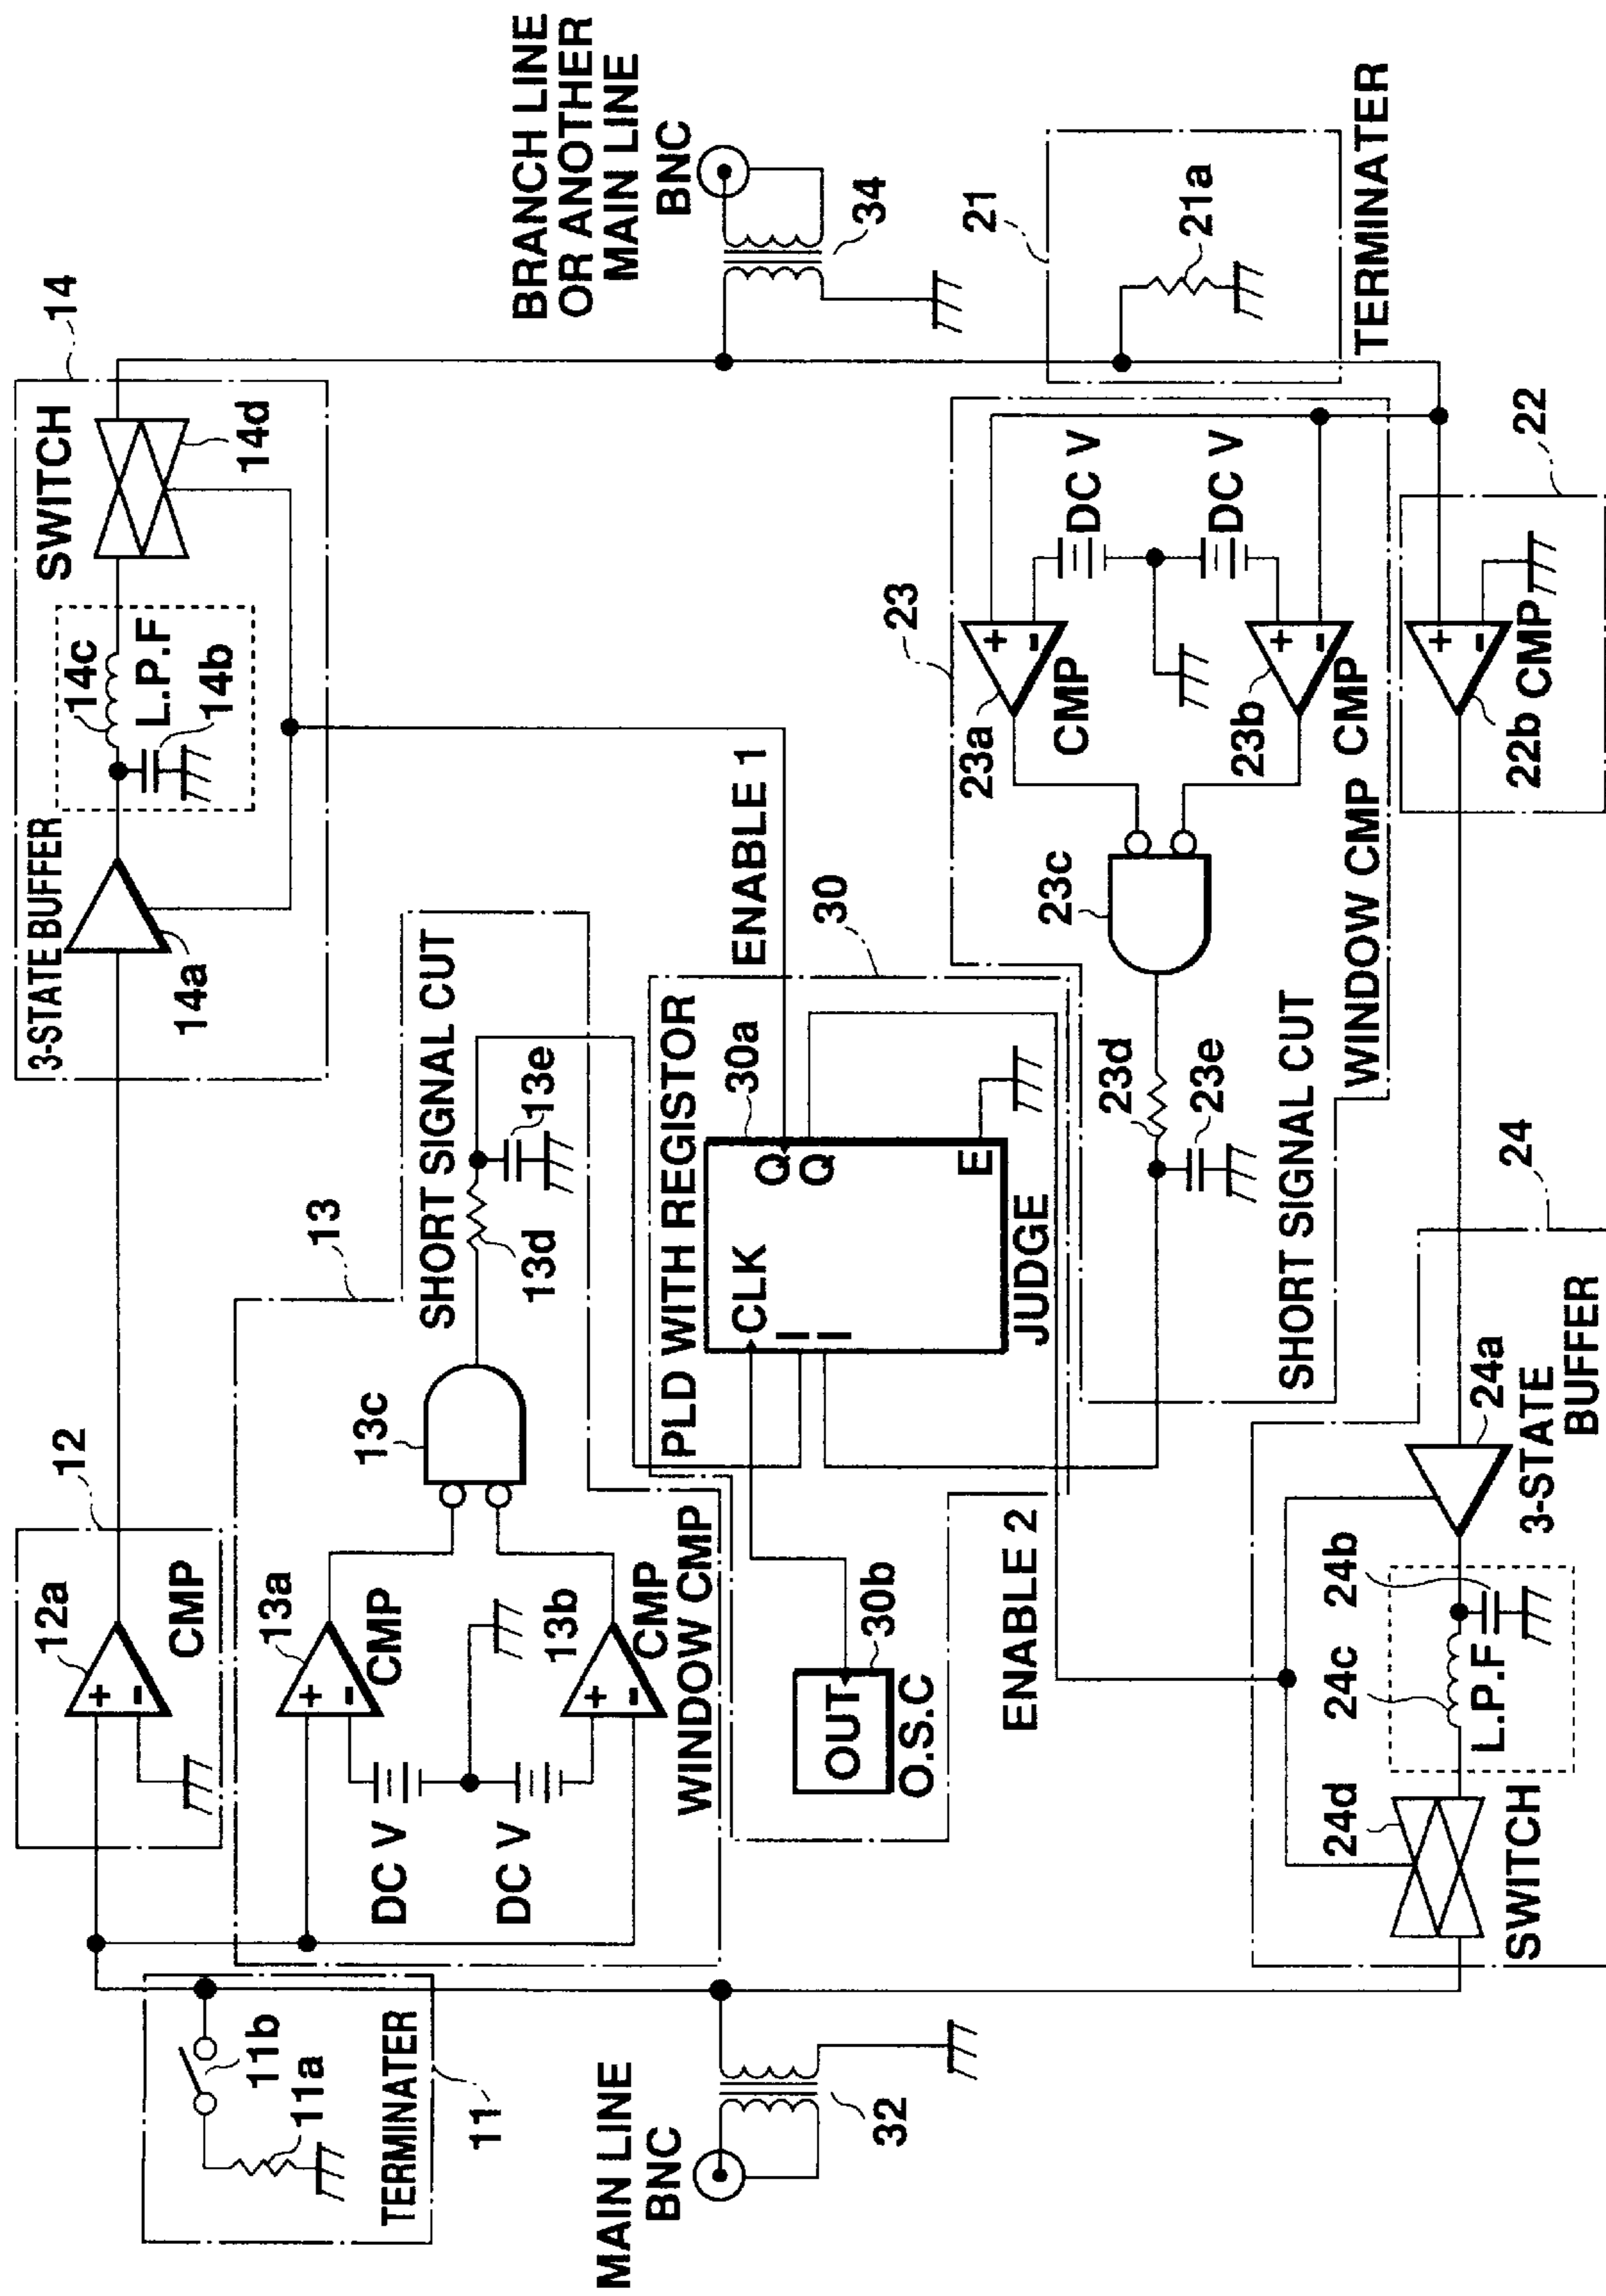 14
SWITCH
14d
14c
L.P.F
14b
3-STATE BUFFER
14a
12
12a
+
-
CMP
BRANCH LINE
OR ANOTHER
MAIN LINE
BNC
34
13
SHORT SIGNAL CUT
13a
+
-
CMP
13c
13d
13e
DC V
DC V
13b
+
-
CMP
WINDOW CMP
11b
11a
TERMINATER
11
MAIN LINE
BNC
32
ENABLE 1
30
PLD WITH REGISTOR
30a
CLK
Q
Q
I
I
E
JUDGE
OUT
30b
O.S.C
ENABLE 2
21
21a
TERMINATER
23
DC V
DC V
23a
+
-
CMP
23b
+
-
CMP
23c
23d
23e
SHORT SIGNAL CUT
WINDOW CMP
22
+
-
22b CMP
24
24a
3-STATE
BUFFER
24b
24c
L.P.F
24d
SWITCH